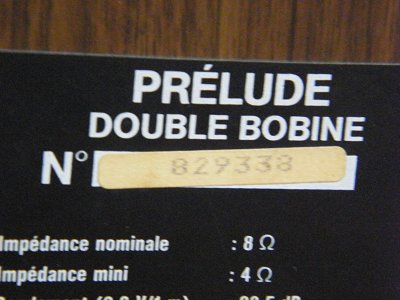 PRÉLUDE
DOUBLE BOBINE
N° 829338
Impédance nominale : 8 Ω
Impédance mini : 4 Ω